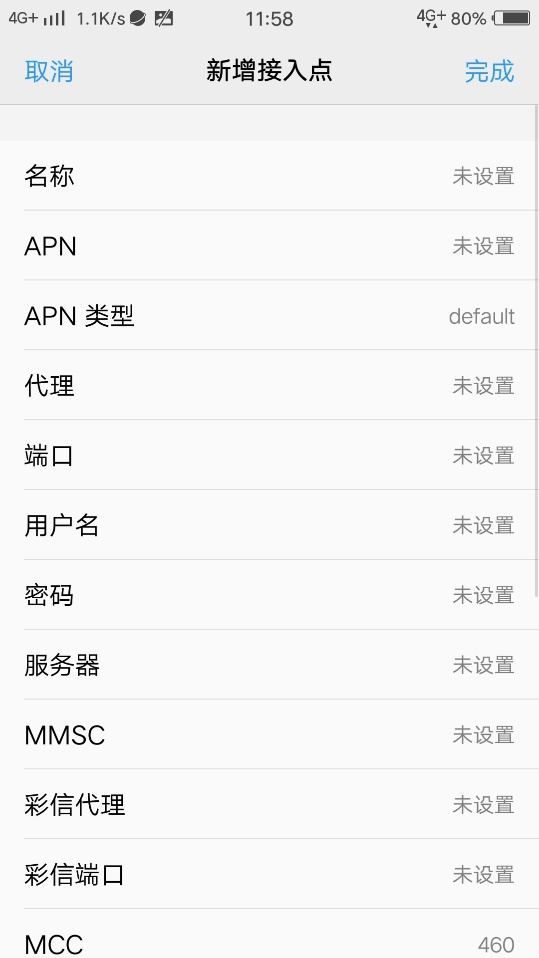 4G+ 1.1K/s 11:58 4G+ 80%
取消 新增接入点 完成
名称 未设置
APN 未设置
APN 类型 default
代理 未设置
端口 未设置
用户名 未设置
密码 未设置
服务器 未设置
MMSC 未设置
彩信代理 未设置
彩信端口 未设置
MCC 460